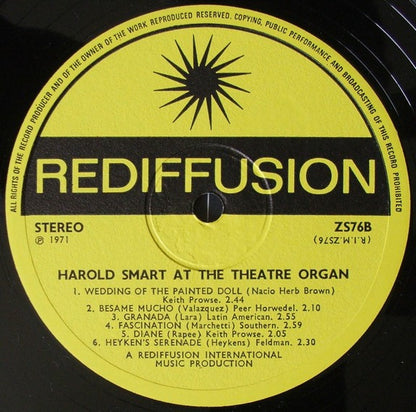 ALL RIGHTS OF THE RECORD PRODUCER AND OF THE OWNER OF THE WORK REPRODUCED RESERVED. COPYING, PUBLIC PERFORMANCE AND BROADCASTING OF THIS RECORD PROHIBITED
REDIFFUSION
STEREO ZS76B
Ⓟ 1971 (R.I.M.ZS76)
HAROLD SMART AT THE THEATRE ORGAN
1. WEDDING OF THE PAINTED DOLL (Nacio Herb Brown)
Keith Prowse. 2.44
2. BESAME MUCHO (Valazquez) Peer Horwedel. 2.10
3. GRANADA (Lara) Latin American. 2.55
4. FASCINATION (Marchetti) Southern. 2.59
5. DIANE (Rapee) Keith Prowse. 2.05
6. HEYKEN'S SERENADE (Heykens) Feldman. 2.30
A REDIFFUSION INTERNATIONAL
MUSIC PRODUCTION